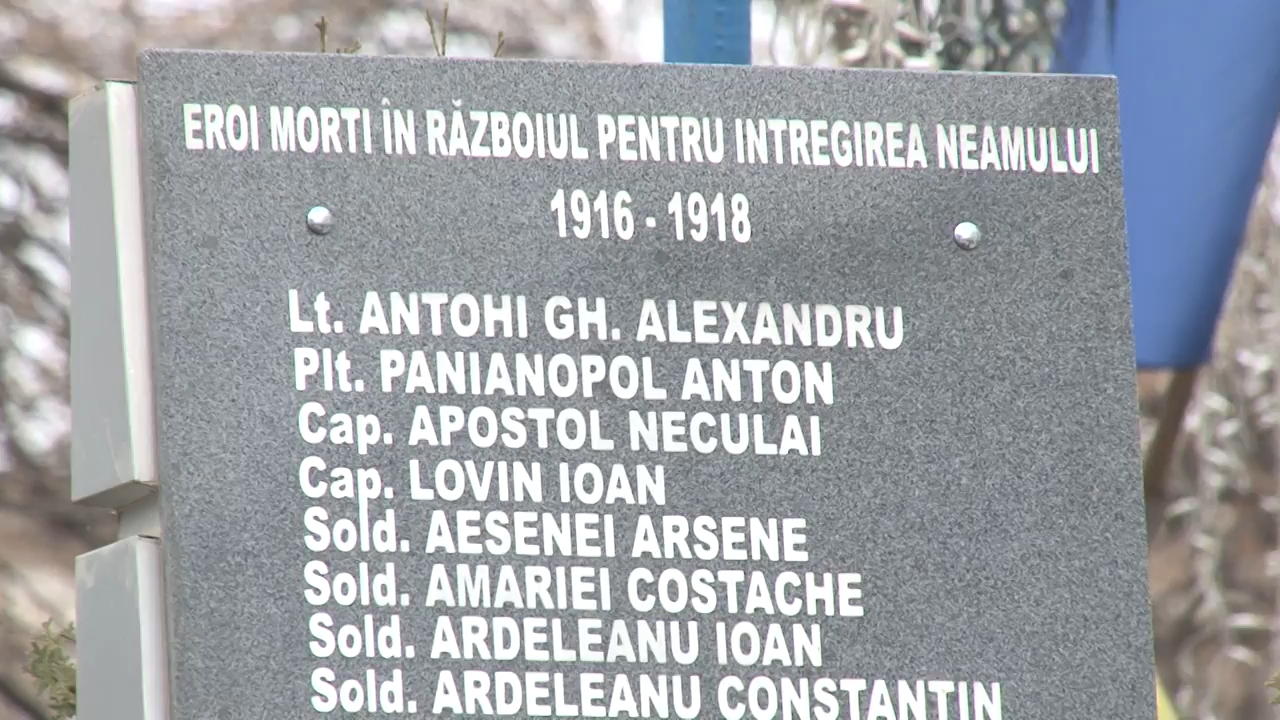 EROI MORTI ÎN RĂZBOIUL PENTRU INTREGIREA NEAMULUI
1916 - 1918
Lt. ANTOHI GH. ALEXANDRU
Plt. PANIANOPOL ANTON
Cap. APOSTOL NECULAI
Cap. LOVIN IOAN
Sold. AESENEI ARSENE
Sold. AMARIEI COSTACHE
Sold. ARDELEANU IOAN
Sold. ARDELEANU CONSTANTIN